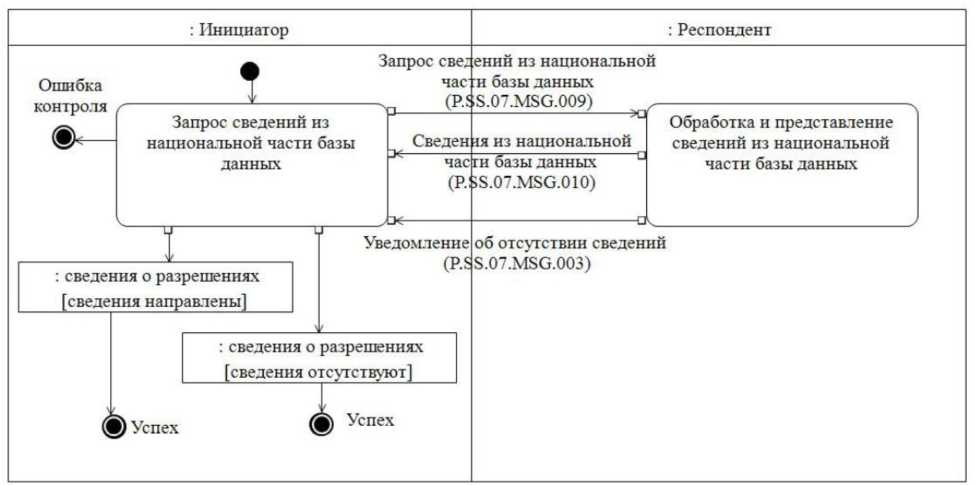 : Инициатор
: Респондент
Ошибка
контроля
Запрос сведений из
национальной части базы
данных
Запрос сведений из национальной
части базы данных
(P.SS.07.MSG.009)
Сведения из национальной
части базы данных
(P.SS.07.MSG.010)
Уведомление об отсутствии сведений
(P.SS.07.MSG.003)
Обработка и представление
сведений из национальной
части базы данных
: сведения о разрешениях
[сведения направлены]
: сведения о разрешениях
[сведения отсутствуют]
Успех
Успех